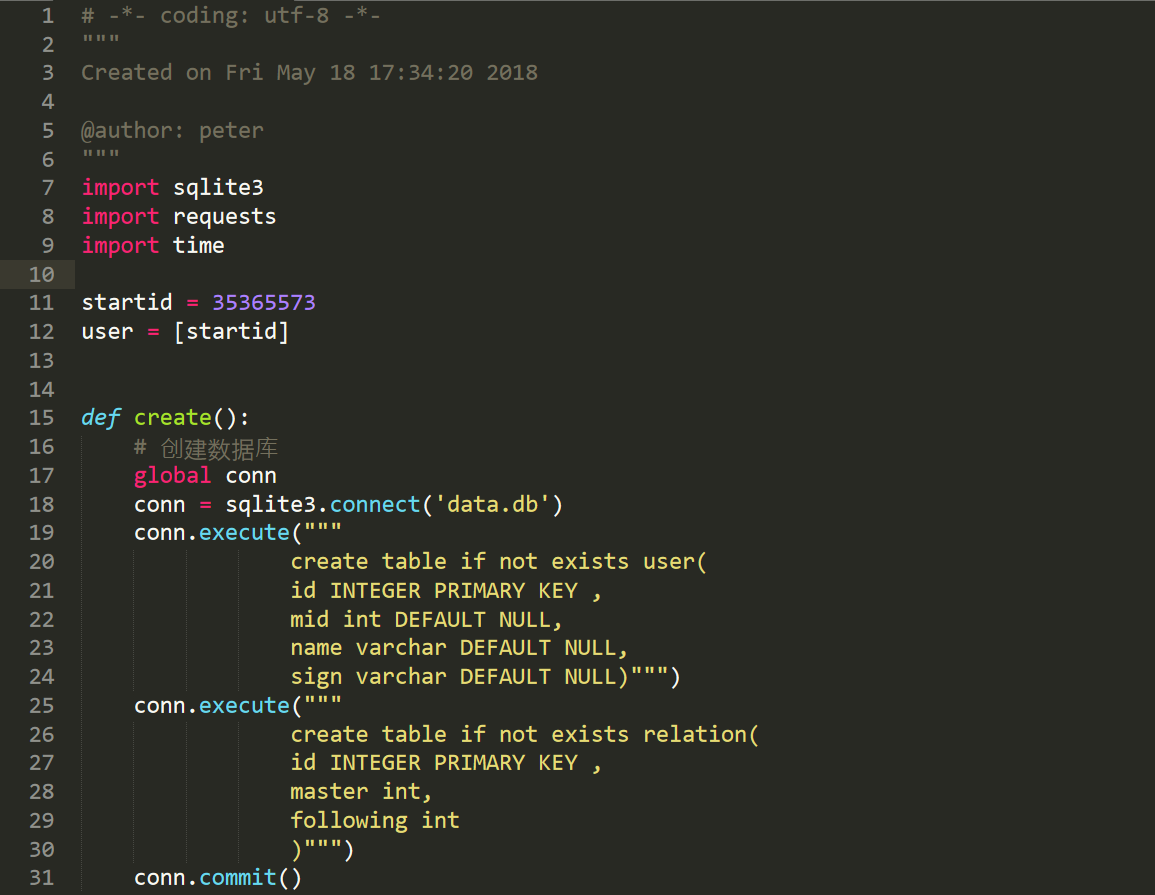 1 # -*- coding: utf-8 -*-
2 """
3 Created on Fri May 18 17:34:20 2018
4
5 @author: peter
6 """
7 import sqlite3
8 import requests
9 import time
10
11 startid = 35365573
12 user = [startid]
13
14
15 def create():
16     # 创建数据库
17     global conn
18     conn = sqlite3.connect('data.db')
19     conn.execute("""
20                 create table if not exists user(
21                 id INTEGER PRIMARY KEY ,
22                 mid int DEFAULT NULL,
23                 name varchar DEFAULT NULL,
24                 sign varchar DEFAULT NULL)""")
25     conn.execute("""
26                 create table if not exists relation(
27                 id INTEGER PRIMARY KEY ,
28                 master int,
29                 following int
30                 )""")
31     conn.commit()